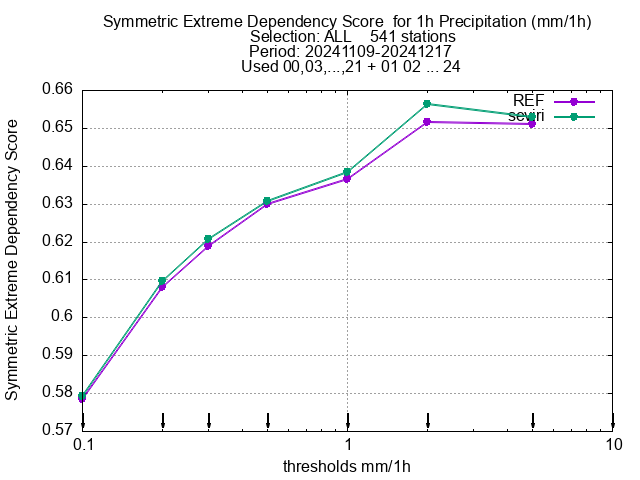 Symmetric Extreme Dependency Score  for 1h Precipitation (mm/1h)
Selection: ALL    541 stations
Period: 20241109-20241217
Used 00,03,...,21 + 01 02 ... 24
REF
seviri
Symmetric Extreme Dependency Score
0.66
0.65
0.64
0.63
0.62
0.61
0.6
0.59
0.58
0.57
0.1
1
10
thresholds mm/1h